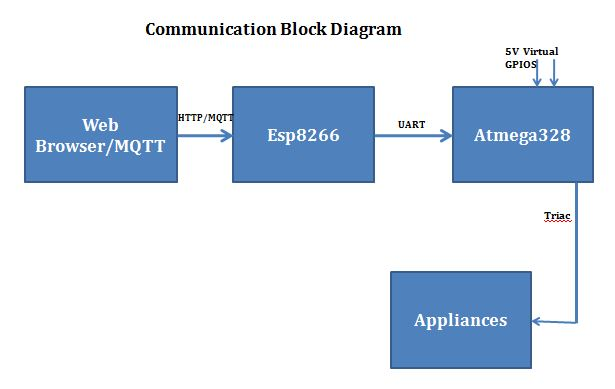 Communication Block Diagram
5V Virtual
GPIOS
Web
Browser/MQTT
HTTP/MQTT
Esp8266
UART
Atmega328
Triac
Appliances